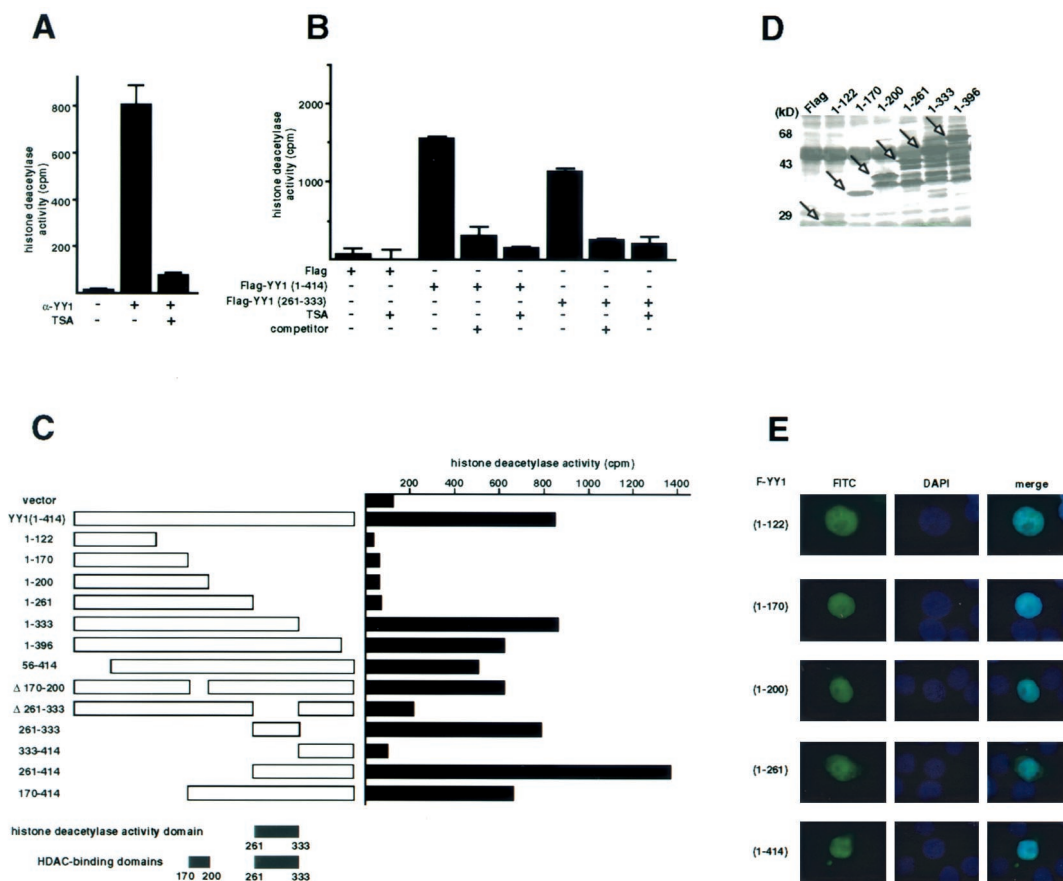 A
histone deacetylase
activity (cpm)
800
600
400
200
α-YY1 - + +
TSA - - +
B
histone deacetylase
activity (cpm)
2000
1000
Flag + + - - - - - -
Flag-YY1 (1-414) - - + + + - - -
Flag-YY1 (261-333) - - - - - + + +
TSA - + - - + - - +
competitor - - - + - - + -
D
(kD) Flag 1-122 1-170 1-200 1-261 1-333 1-396
68
43
29
C
histone deacetylase activity (cpm)
200 400 600 800 1000 1200 1400
vector
YY1(1-414)
1-122
1-170
1-200
1-261
1-333
1-396
56-414
Δ 170-200
Δ 261-333
261-333
333-414
261-414
170-414
histone deacetylase activity domain
261 333
HDAC-binding domains
170 200 261 333
E
F-YY1 FITC DAPI merge
(1-122)
(1-170)
(1-200)
(1-261)
(1-414)